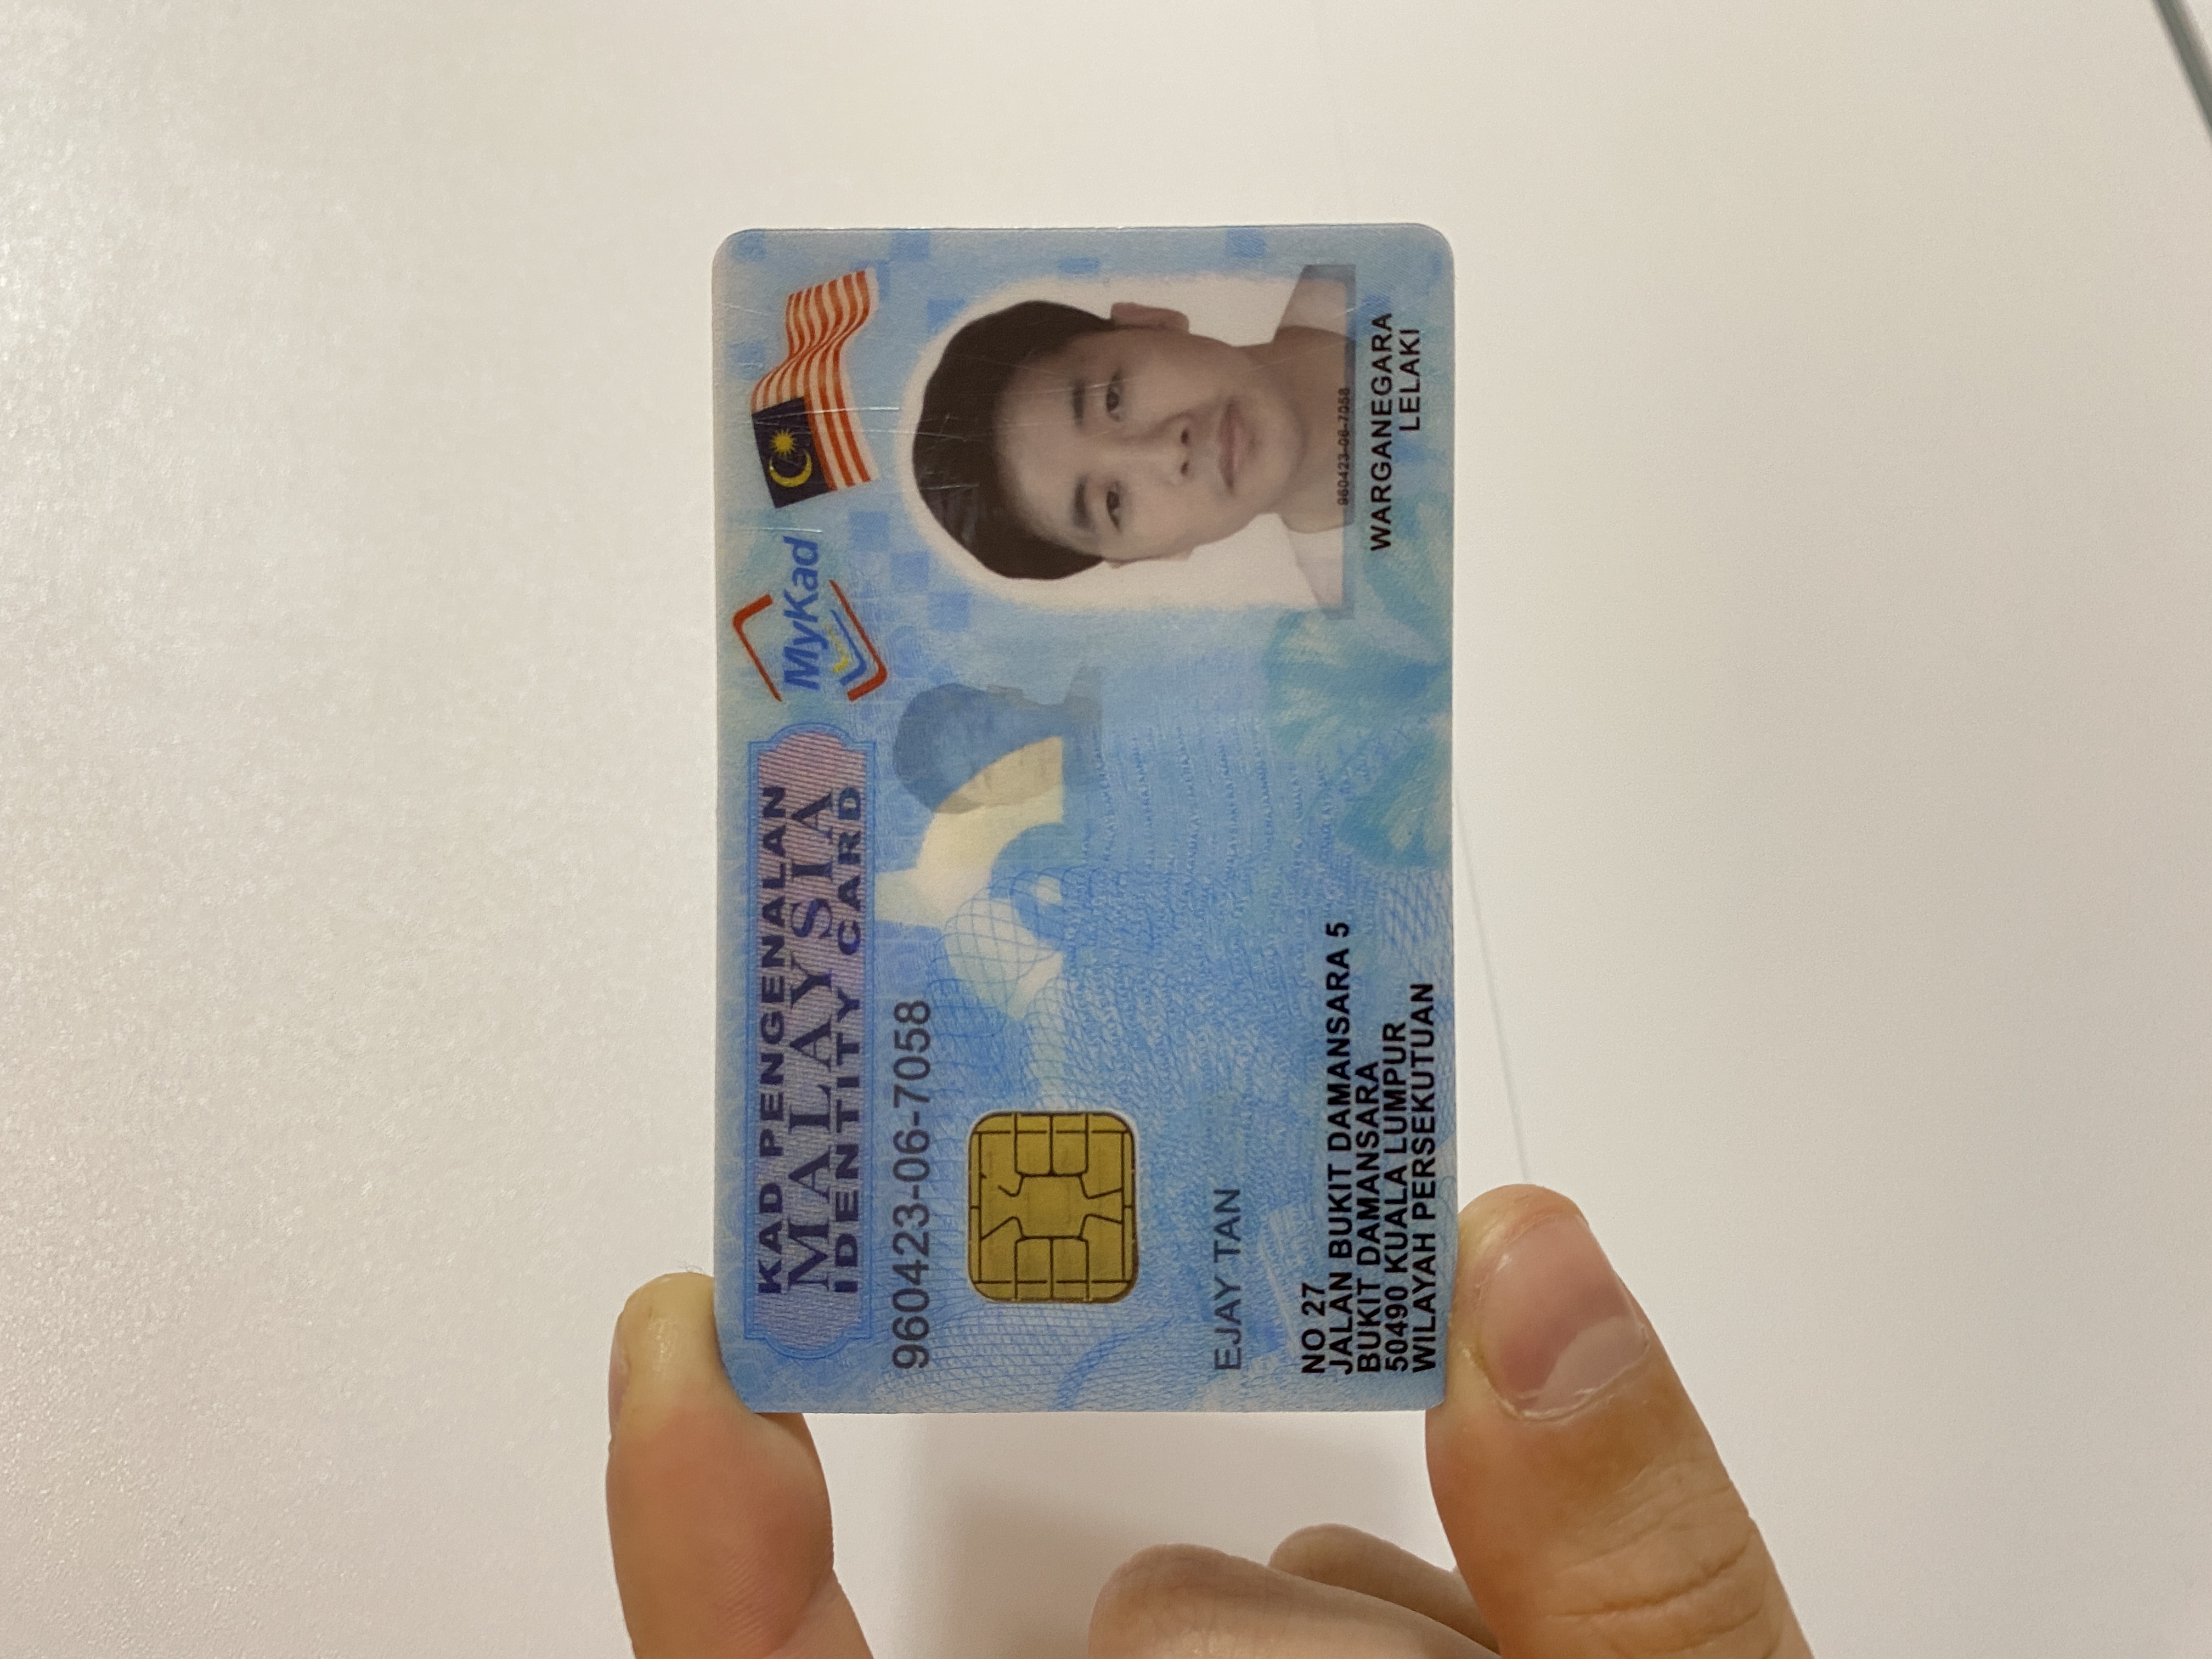 KAD PENGENALAN
MALAYSIA
IDENTITY CARD
MyKad
960423-06-7058
EJAY TAN
NO 27
JALAN BUKIT DAMANSARA 5
BUKIT DAMANSARA
50490 KUALA LUMPUR
WILAYAH PERSEKUTUAN
960423-06-7058
WARGANEGARA
LELAKI